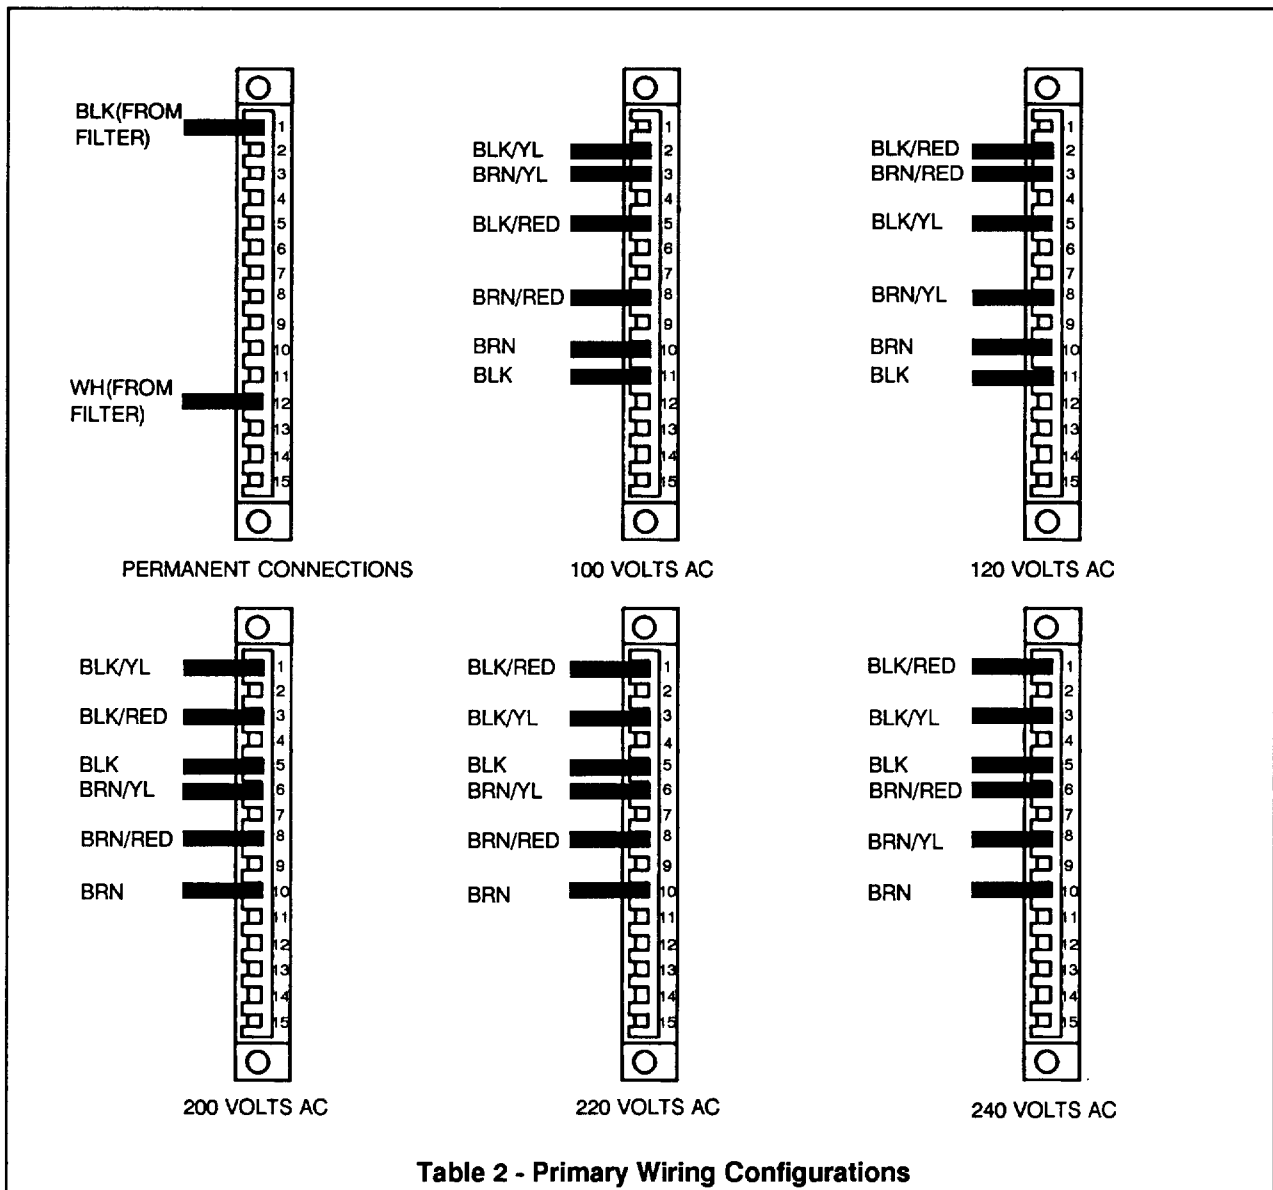 BLK(FROM
FILTER)
WH(FROM
FILTER)
1
2
3
4
5
6
7
8
9
10
11
12
13
14
15
PERMANENT CONNECTIONS
BLK/YL
BRN/YL
BLK/RED
BRN/RED
BRN
BLK
1
2
3
4
5
6
7
8
9
10
11
12
13
14
15
100 VOLTS AC
BLK/RED
BRN/RED
BLK/YL
BRN/YL
BRN
BLK
1
2
3
4
5
6
7
8
9
10
11
12
13
14
15
120 VOLTS AC
BLK/YL
BLK/RED
BLK
BRN/YL
BRN/RED
BRN
1
2
3
4
5
6
7
8
9
10
11
12
13
14
15
200 VOLTS AC
BLK/RED
BLK/YL
BLK
BRN/YL
BRN/RED
BRN
1
2
3
4
5
6
7
8
9
10
11
12
13
14
15
220 VOLTS AC
BLK/RED
BLK/YL
BLK
BRN/RED
BRN/YL
BRN
1
2
3
4
5
6
7
8
9
10
11
12
13
14
15
240 VOLTS AC
Table 2 - Primary Wiring Configurations